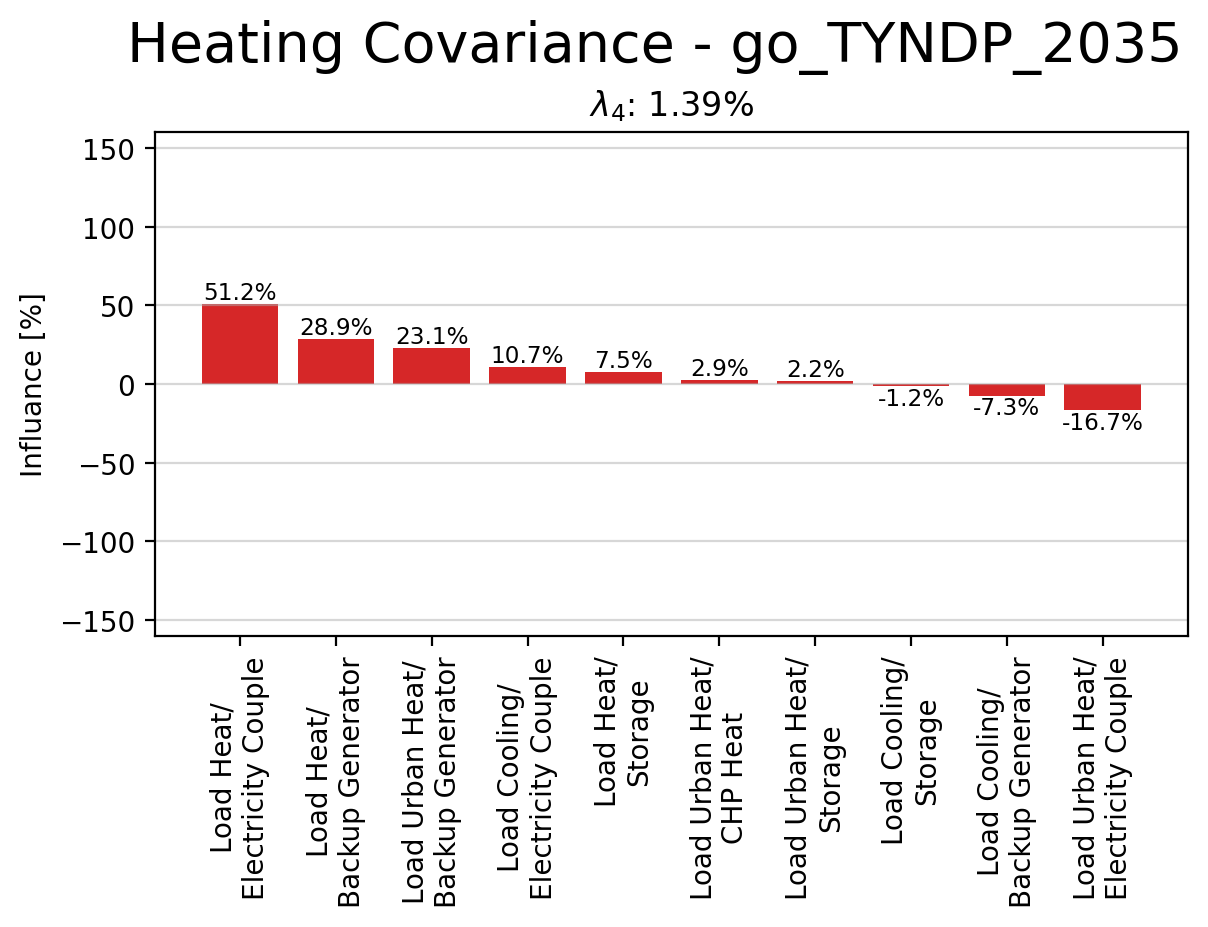 Heating Covariance - go_TYNDP_2035
λ4: 1.39%
Influance [%]
150
100
50
0
−50
−100
−150
51.2%
28.9%
23.1%
10.7%
7.5%
2.9%
2.2%
-1.2%
-7.3%
-16.7%
Load Heat/
Electricity Couple
Load Heat/
Backup Generator
Load Urban Heat/
Backup Generator
Load Cooling/
Electricity Couple
Load Heat/
Storage
Load Urban Heat/
CHP Heat
Load Urban Heat/
Storage
Load Cooling/
Storage
Load Cooling/
Backup Generator
Load Urban Heat/
Electricity Couple